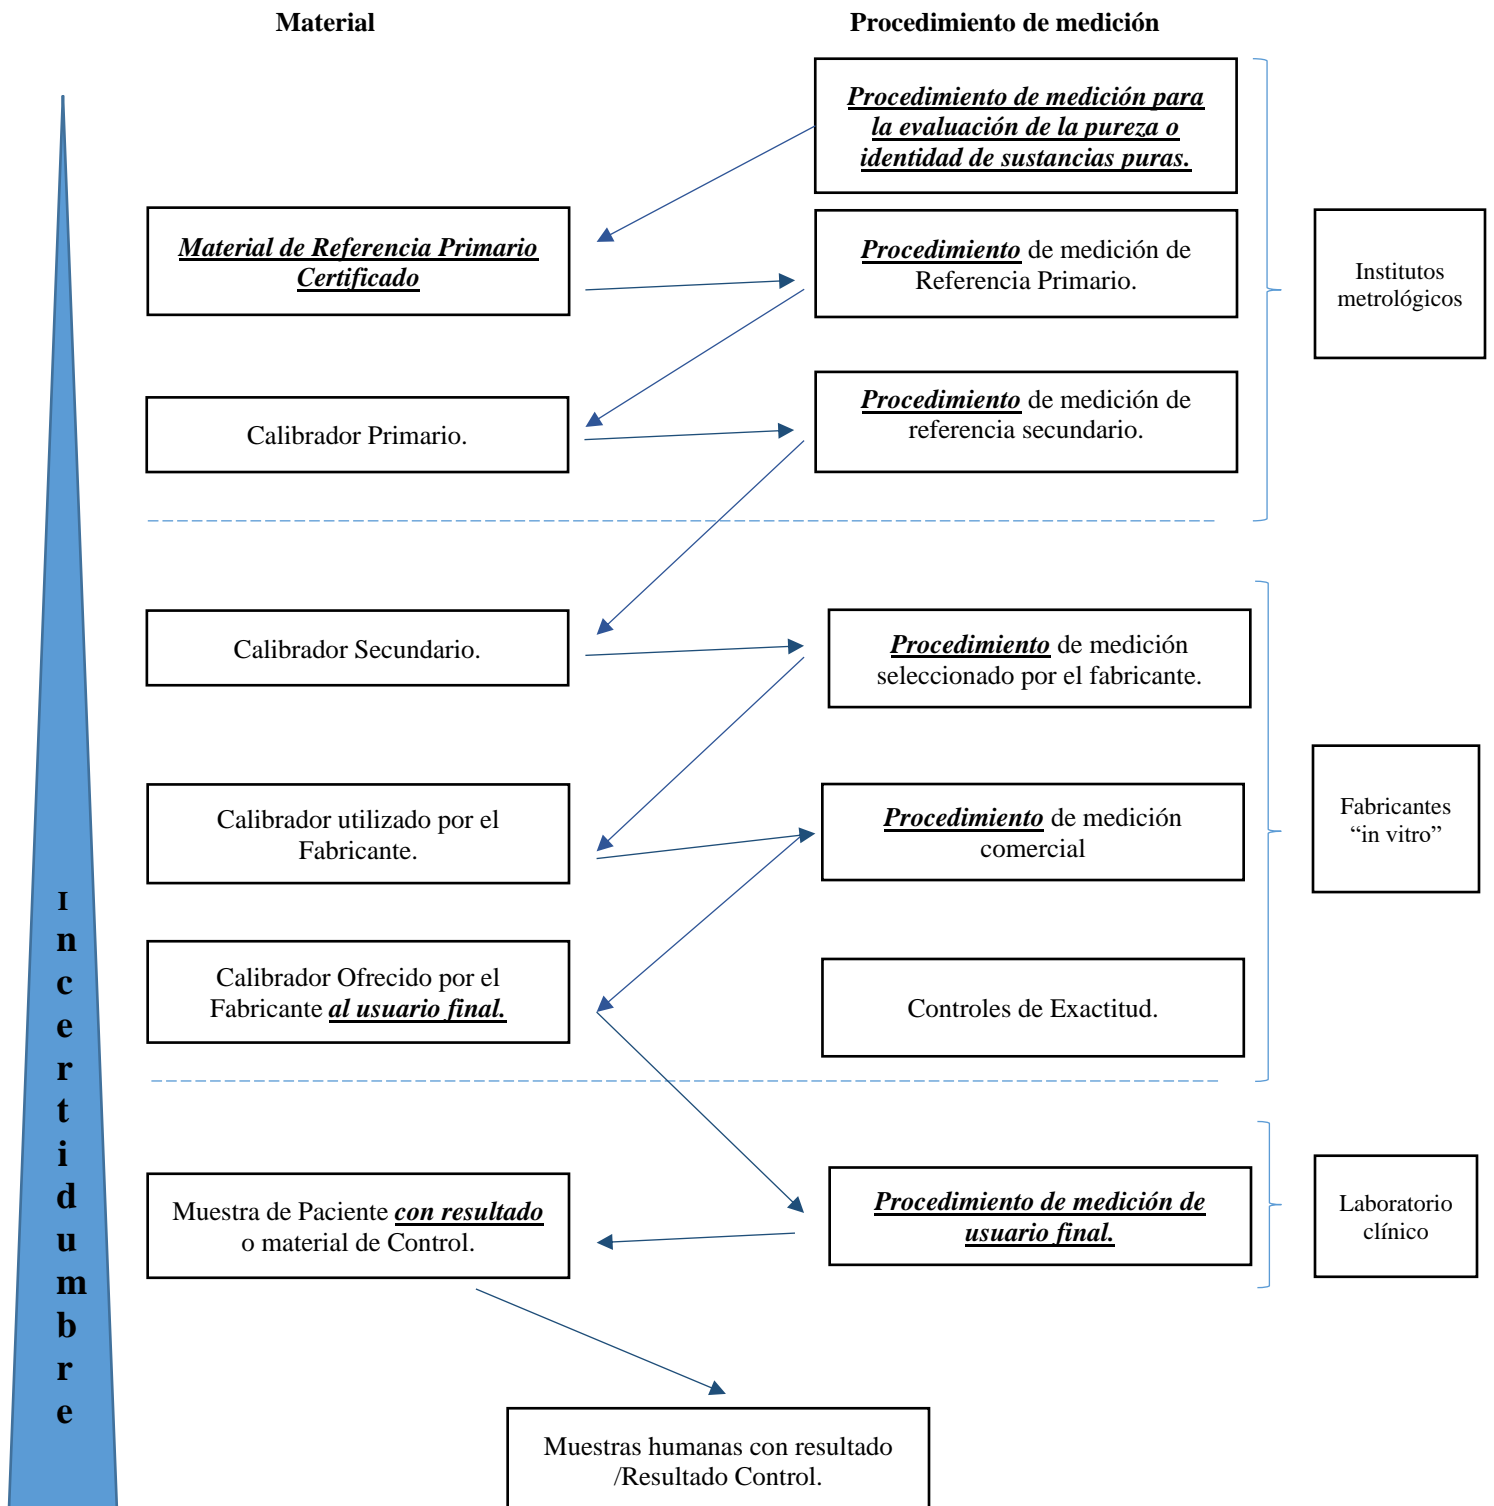 Material
Procedimiento de medición
Procedimiento de medición para
la evaluación de la pureza o
identidad de sustancias puras.
Material de Referencia Primario
Certificado
Procedimiento de medición de
Referencia Primario.
Institutos
metrológicos
Calibrador Primario.
Procedimiento de medición de
referencia secundario.
Calibrador Secundario.
Procedimiento de medición
seleccionado por el fabricante.
Calibrador utilizado por el
Fabricante.
Procedimiento de medición
comercial
Fabricantes
“in vitro”
Calibrador Ofrecido por el
Fabricante al usuario final.
Controles de Exactitud.
Muestra de Paciente con resultado
o material de Control.
Procedimiento de medición de
usuario final.
Laboratorio
clínico
Muestras humanas con resultado
/Resultado Control.
I
n
c
e
r
t
i
d
u
m
b
r
e